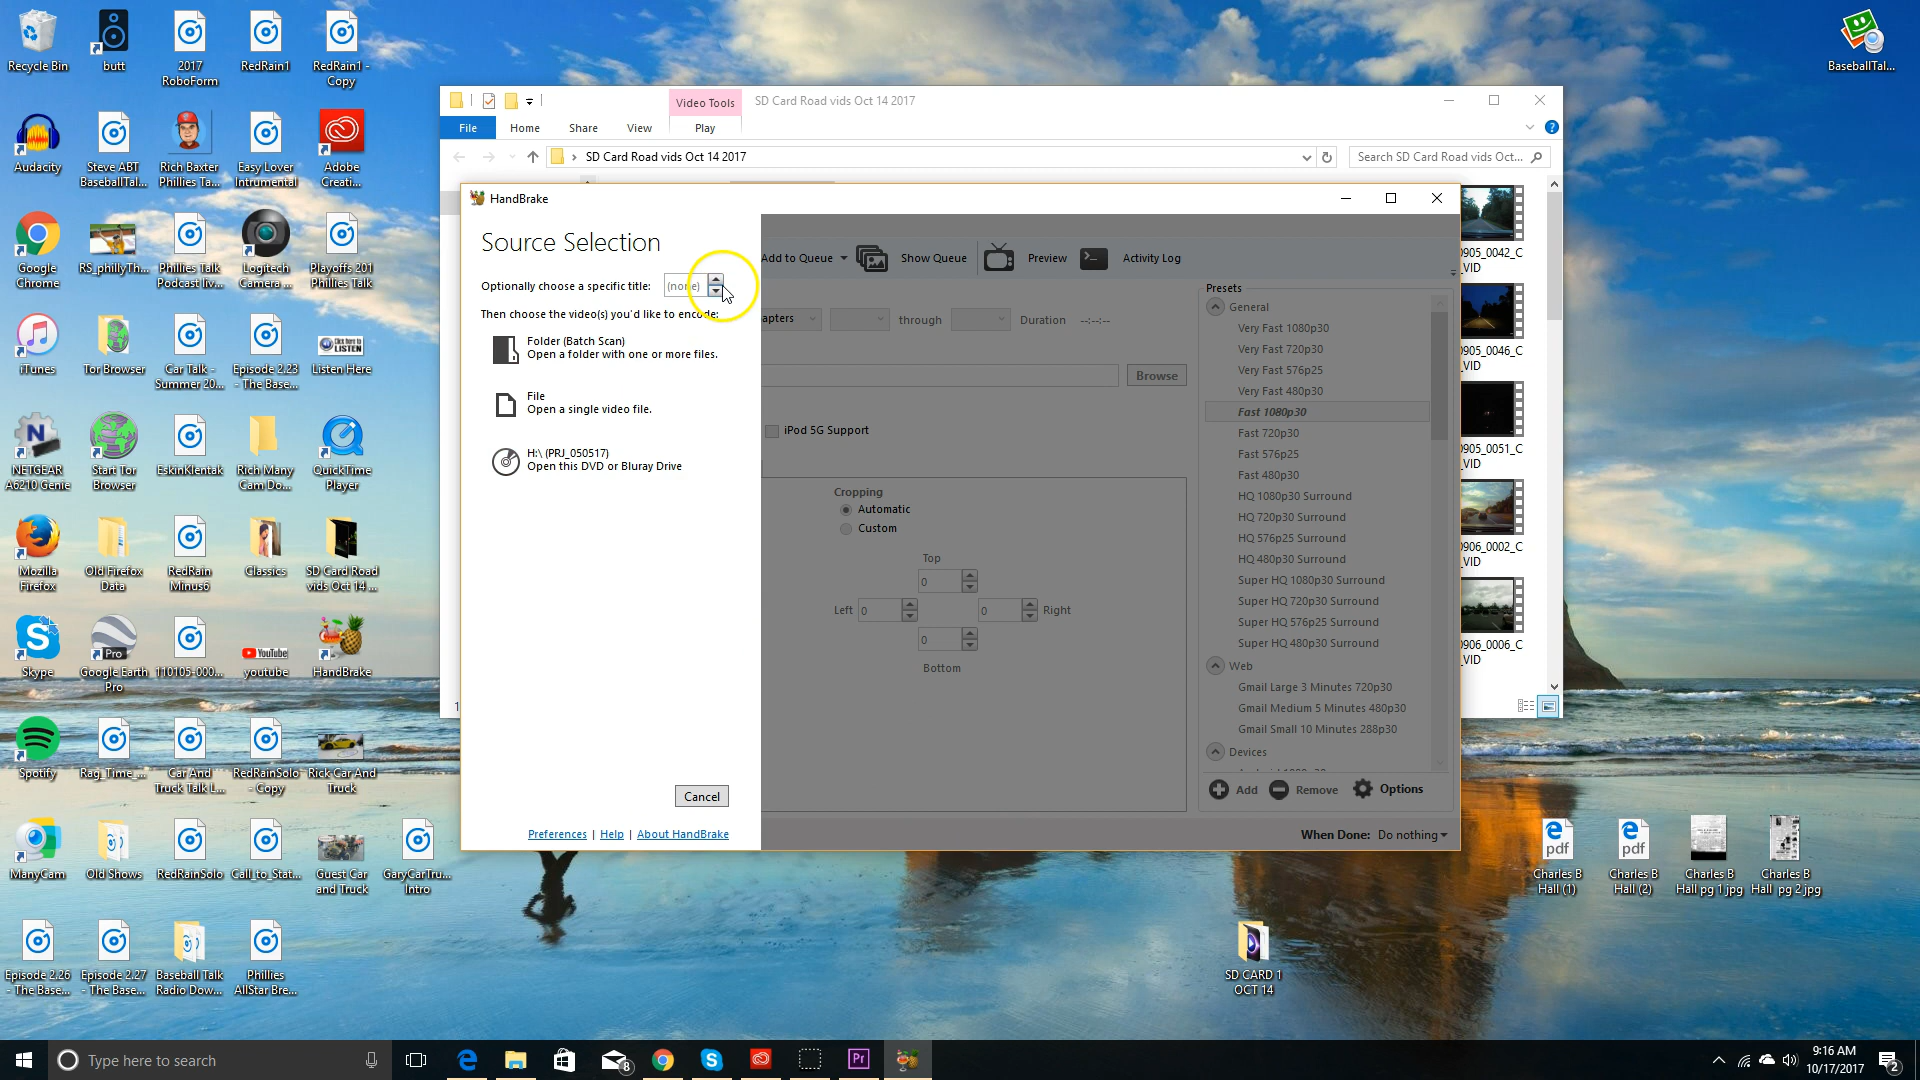 Recycle Bin
butt
2017
RoboForm
RedRain1
RedRain1 -
Copy
BaseballTal...
Audacity
Steve ABT
BaseballTal...
Rich Baxter
Phillies Ta...
Easy Lover
Intrumental
Adobe
Creati...
Google
Chrome
RS_phillyTh...
Phillies Talk
Podcast liv...
Logitech
Camera ...
Playoffs 201
Phillies Talk
iTunes
Tor Browser
Car Talk -
Summer 20...
Episode 2.23
- The Base...
Listen Here
NETGEAR
A6210 Genie
Start Tor
Browser
EskinKlentak
Rich Many
Cam Do...
QuickTime
Player
Mozilla
Firefox
Old Firefox
Data
RedRain
Minus6
Classics
SD Card Road
vids Oct 14 ...
Skype
Pro
Google Earth
Pro
110105-000...
YouTube
youtube
HandBrake
Spotify
Rag_Time_...
Car And
Truck Talk L...
RedRainSolo
- Copy
Rick Car And
Truck
ManyCam
Old Shows
RedRainSolo
Call_to_Stat...
Guest Car
and Truck
GaryCarTru...
Intro
Episode 2.26
- The Base...
Episode 2.27
- The Base...
Baseball Talk
Radio Dow...
Phillies
AllStar Bre...
Video Tools
SD Card Road vids Oct 14 2017
File
Home
Share
View
Play
SD Card Road vids Oct 14 2017
Search SD Card Road vids Oct...
0905_0042_C
_VID
0905_0046_C
_VID
0905_0051_C
_VID
0906_0002_C
_VID
0906_0006_C
_VID
HandBrake
Source Selection
Optionally choose a specific title:
(none)
Then choose the video(s) you'd like to encode:
Folder (Batch Scan)
Open a folder with one or more files.
File
Open a single video file.
H:\ (PRJ_050517)
Open this DVD or Bluray Drive
Cancel
Preferences | Help | About HandBrake
Add to Queue
Show Queue
Preview
Activity Log
apters
through
Duration
--:--:--
Browse
iPod 5G Support
Cropping
Automatic
Custom
Top
0
Left 0
0 Right
0
Bottom
Presets
General
Very Fast 1080p30
Very Fast 720p30
Very Fast 576p25
Very Fast 480p30
Fast 1080p30
Fast 720p30
Fast 576p25
Fast 480p30
HQ 1080p30 Surround
HQ 720p30 Surround
HQ 576p25 Surround
HQ 480p30 Surround
Super HQ 1080p30 Surround
Super HQ 720p30 Surround
Super HQ 576p25 Surround
Super HQ 480p30 Surround
Web
Gmail Large 3 Minutes 720p30
Gmail Medium 5 Minutes 480p30
Gmail Small 10 Minutes 288p30
Devices
Add
Remove
Options
When Done: Do nothing
pdf
Charles B
Hall (1)
pdf
Charles B
Hall (2)
Charles B
Hall pg 1 jpg
Charles B
Hall pg 2 jpg
SD CARD 1
OCT 14
Type here to search
8
Pr
9:16 AM
10/17/2017
2